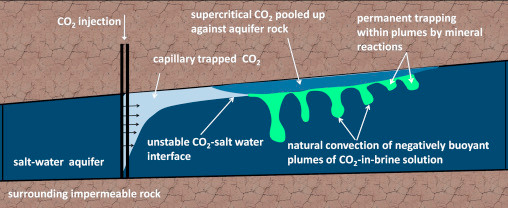 CO₂ injection
supercritical CO₂ pooled up
against aquifer rock
permanent trapping
within plumes by mineral
reactions
capillary trapped CO₂
unstable CO₂-salt water
interface
natural convection of negatively buoyant
plumes of CO₂-in-brine solution
salt-water aquifer
surrounding impermeable rock